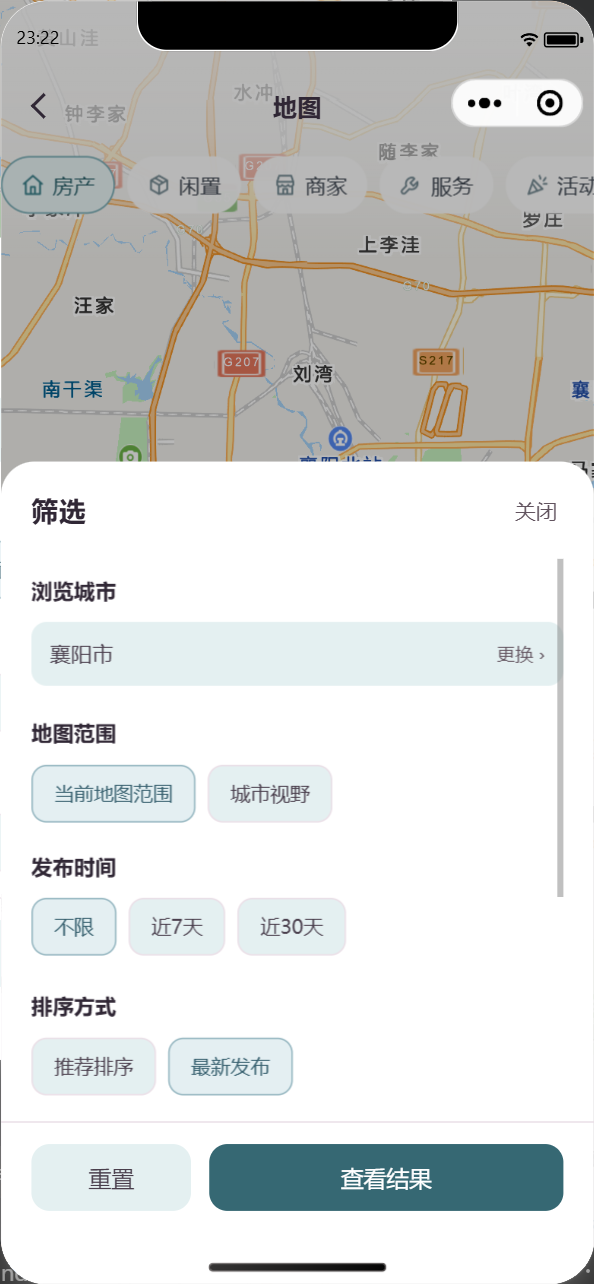 23:22
山洼
水冲
钟李家
地图
随李家
房产
闲置
商家
服务
活动
罗庄
上李洼
汪家
G207
刘湾
S217
南干渠
襄
筛选
关闭
浏览城市
襄阳市
更换 ›
地图范围
当前地图范围
城市视野
发布时间
不限
近7天
近30天
排序方式
推荐排序
最新发布
重置
查看结果